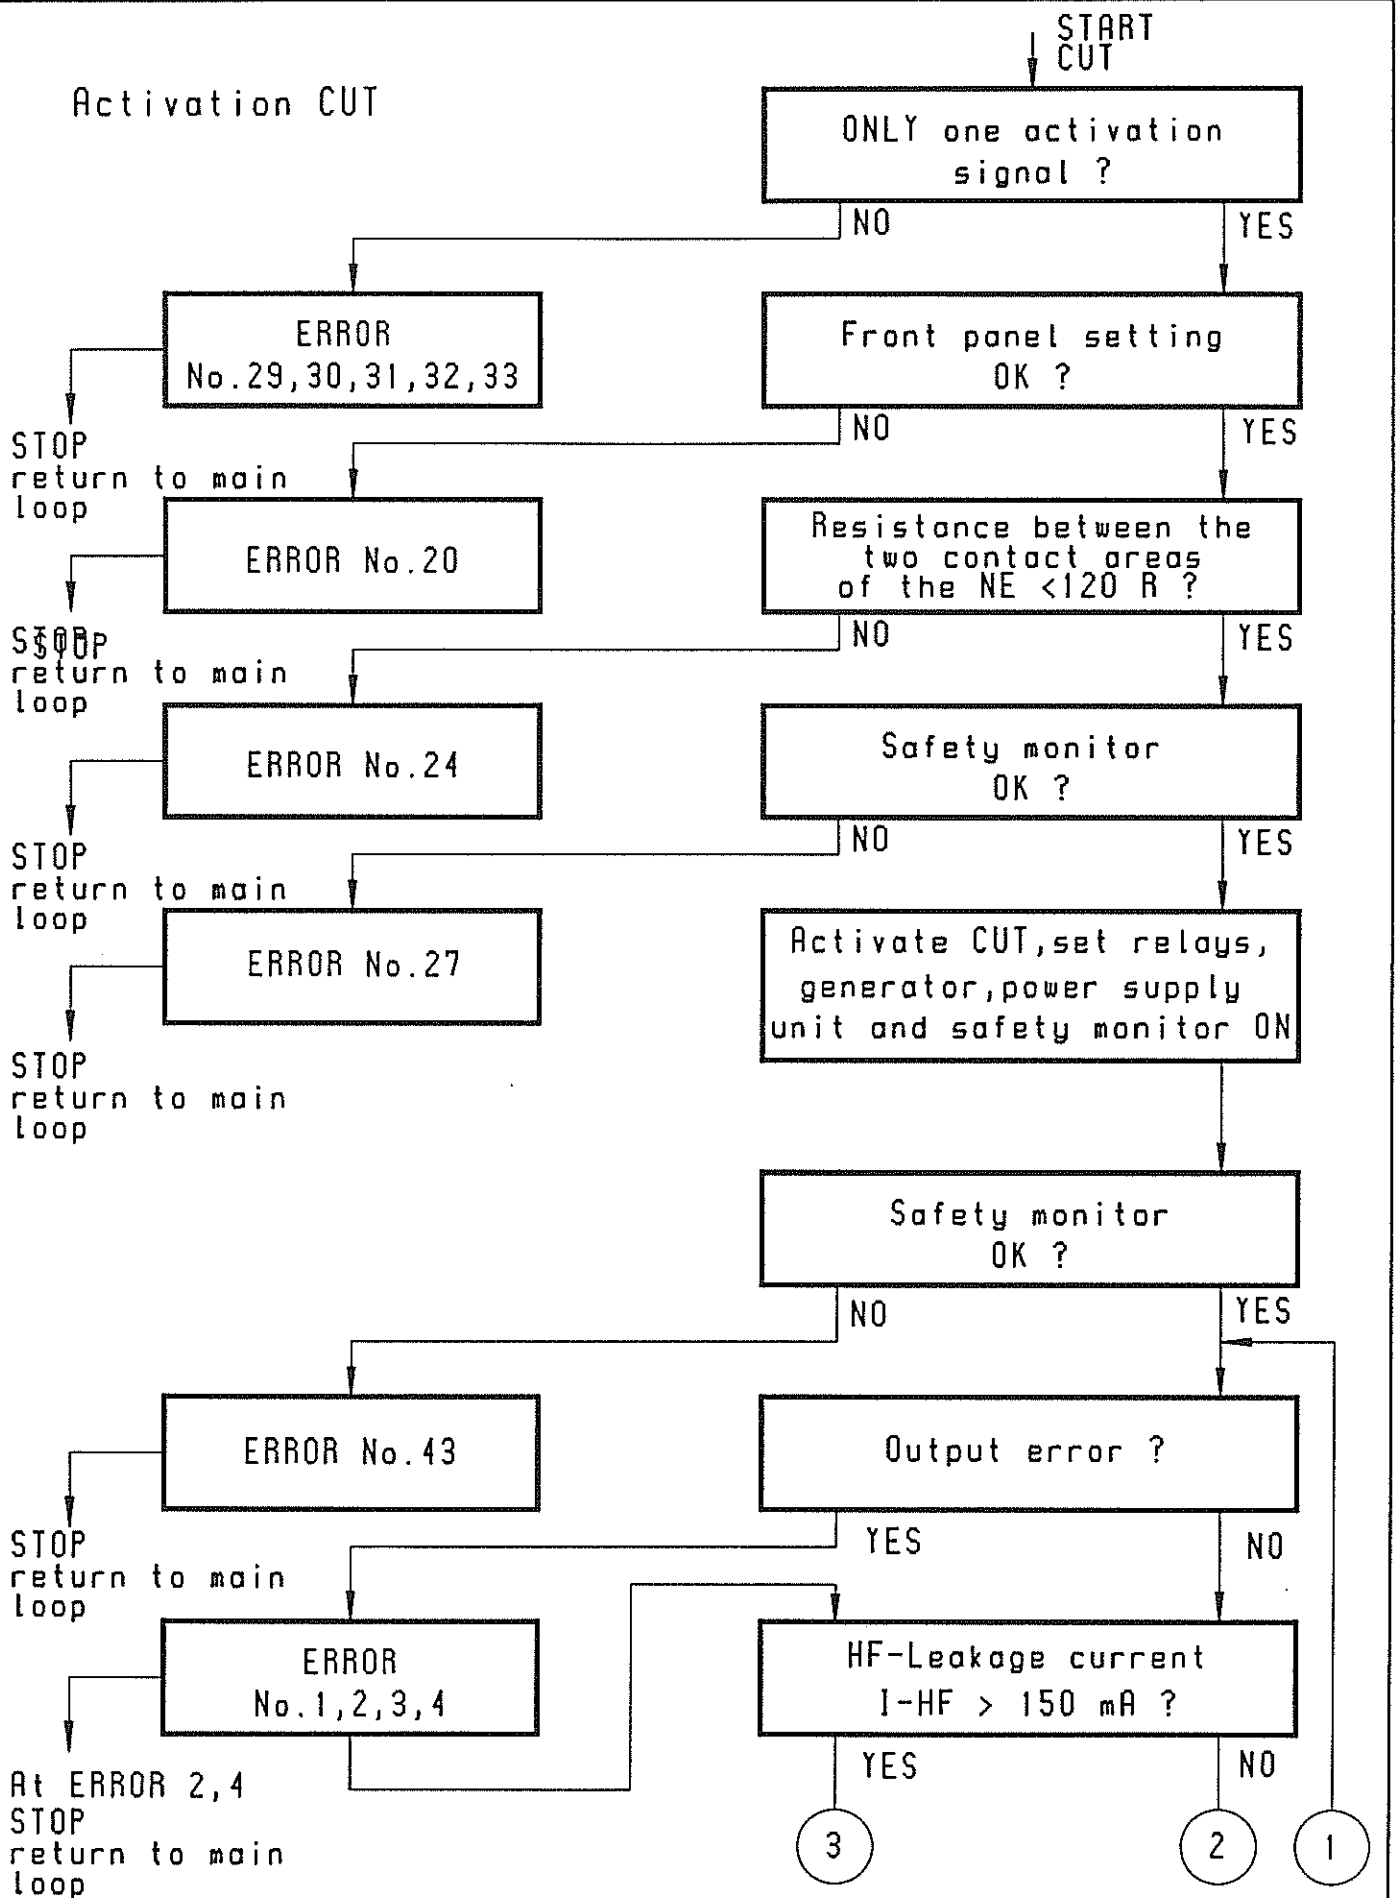 START
CUT
Activation CUT
ONLY one activation
signal ?
NO
YES
ERROR
No.29,30,31,32,33
Front panel setting
OK ?
STOP
return to main
loop
NO
YES
ERROR No.20
Resistance between the
two contact areas
of the NE <120 R ?
STOP
STOP
return to main
loop
NO
YES
ERROR No.24
Safety monitor
OK ?
STOP
return to main
loop
NO
YES
ERROR No.27
Activate CUT,set relays,
generator,power supply
unit and safety monitor ON
STOP
return to main
loop
Safety monitor
OK ?
NO
YES
ERROR No.43
Output error ?
STOP
return to main
loop
YES
NO
ERROR
No.1,2,3,4
HF-Leakage current
I-HF > 150 mA ?
At ERROR 2,4
STOP
return to main
loop
YES
NO
3
2
1